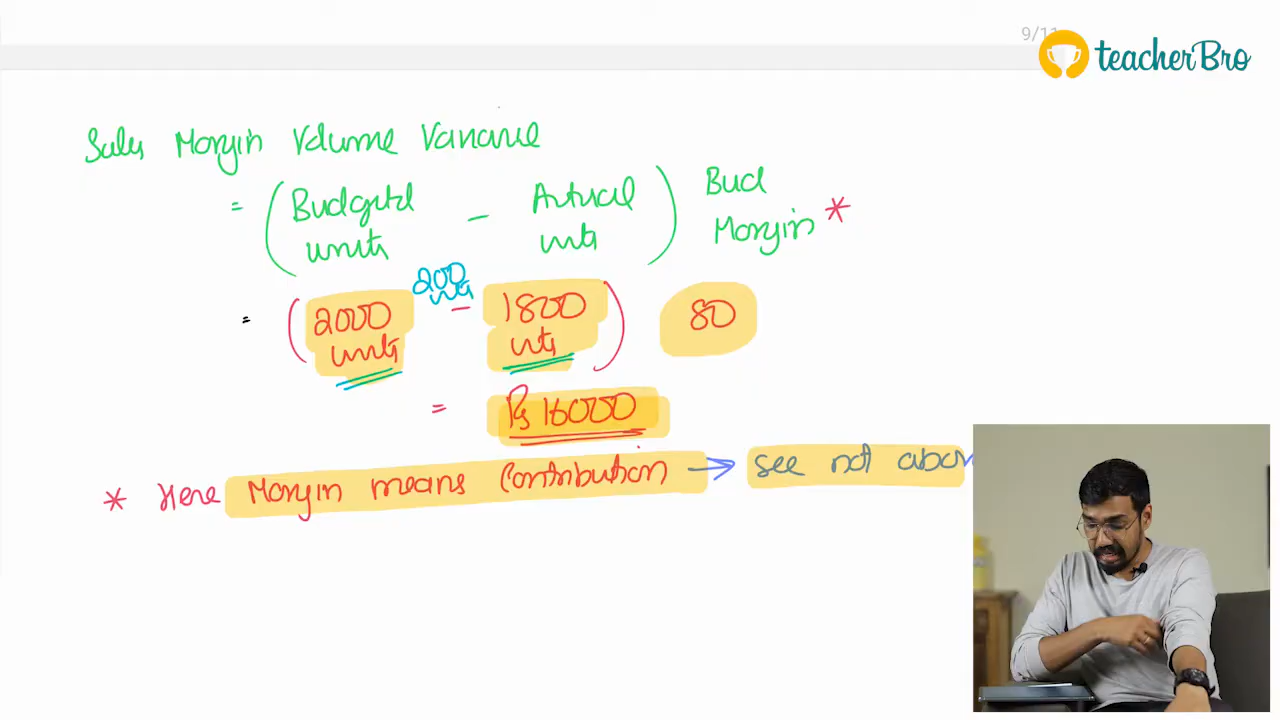 9/11
teacherBro
Sales Margin Volume Variance
= (Budgeted units - Actual units) Bud Margin *
200 units
= (2000 units - 1800 units) 80
= Rs 16000
* Here Margin means Contribution → see not abov